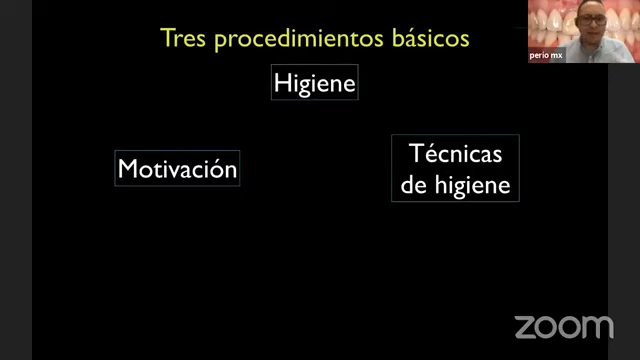 Tres procedimientos básicos
perio mx
Higiene
Motivación
Técnicas
de higiene
zoom